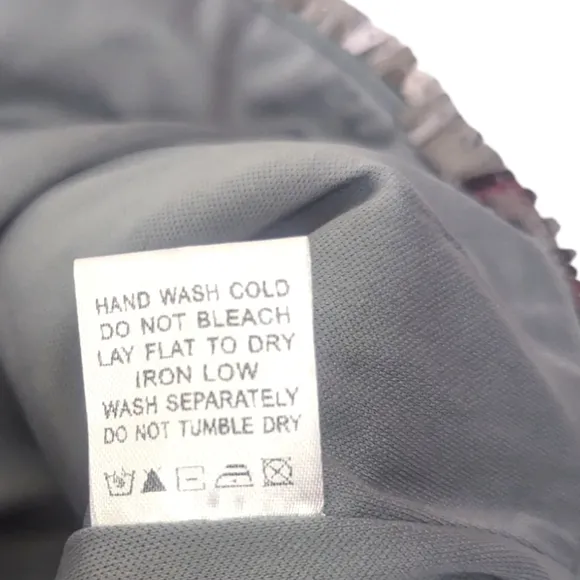 HAND WASH COLD
DO NOT BLEACH
LAY FLAT TO DRY
IRON LOW
WASH SEPARATELY
DO NOT TUMBLE DRY